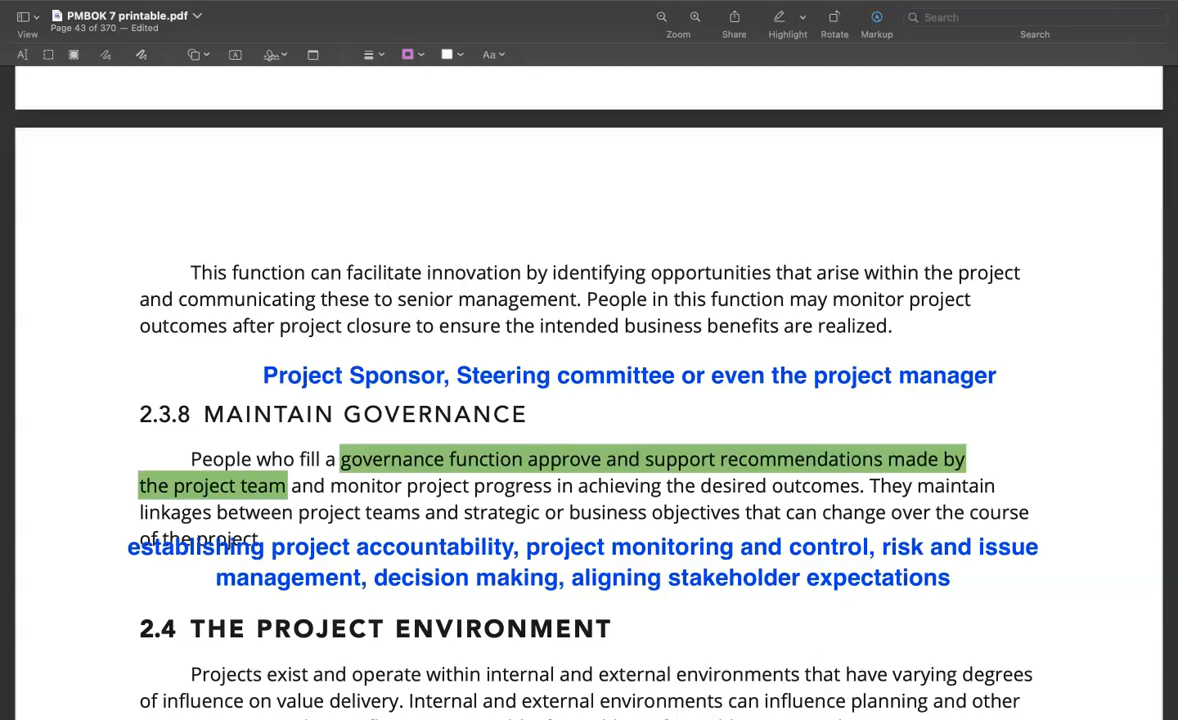 PMBOK 7 printable.pdf
Page 43 of 370 — Edited
View
Zoom
Share
Highlight
Rotate
Markup
Search
Search
Aa
This function can facilitate innovation by identifying opportunities that arise within the project
and communicating these to senior management. People in this function may monitor project
outcomes after project closure to ensure the intended business benefits are realized.
Project Sponsor, Steering committee or even the project manager
2.3.8 MAINTAIN GOVERNANCE
People who fill a governance function approve and support recommendations made by
the project team and monitor project progress in achieving the desired outcomes. They maintain
linkages between project teams and strategic or business objectives that can change over the course
of the project.
establishing project accountability, project monitoring and control, risk and issue
management, decision making, aligning stakeholder expectations
2.4 THE PROJECT ENVIRONMENT
Projects exist and operate within internal and external environments that have varying degrees
of influence on value delivery. Internal and external environments can influence planning and other